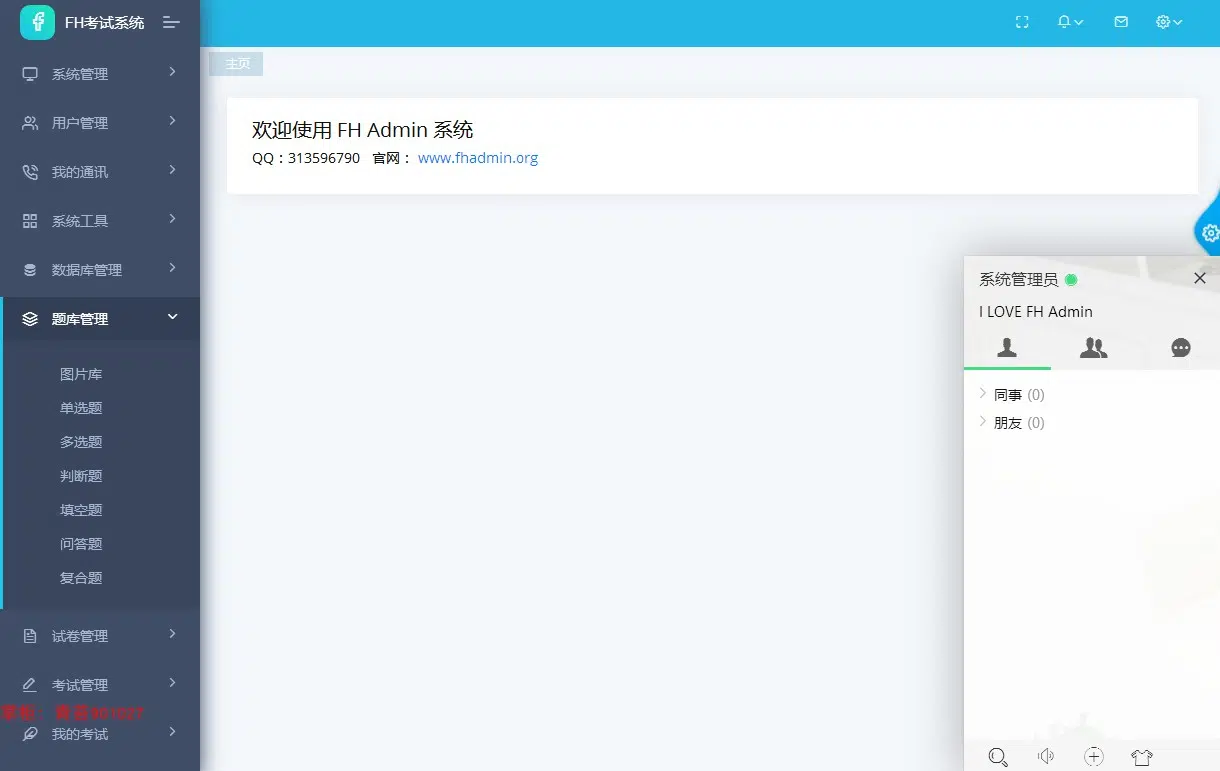 FH考试系统
系统管理
用户管理
我的通讯
系统工具
数据库管理
题库管理
图片库
单选题
多选题
判断题
填空题
问答题
复合题
试卷管理
考试管理
我的考试
主页
欢迎使用 FH Admin 系统
QQ：313596790 官网： www.fhadmin.org
系统管理员
I LOVE FH Admin
同事 (0)
朋友 (0)